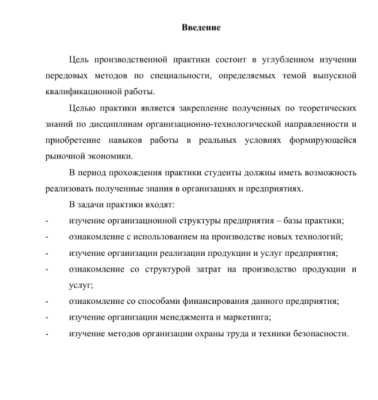 Введение
Цель производственной практики состоит в углубленном изучении
передовых методов по специальности, определяемых темой выпускной
квалификационной работы.
Целью практики является закрепление полученных по теоретических
знаний по дисциплинам организационно-технологической направленности и
приобретение навыков работы в реальных условиях формирующейся
рыночной экономики.
В период прохождения практики студенты должны иметь возможность
реализовать полученные знания в организациях и предприятиях.
В задачи практики входят:
- изучение организационной структуры предприятия – базы практики;
- ознакомление с использованием на производстве новых технологий;
- изучение организации реализации продукции и услуг предприятия;
- ознакомление со структурой затрат на производство продукции и
услуг;
- ознакомление со способами финансирования данного предприятия;
- изучение организации менеджмента и маркетинга;
- изучение методов организации охраны труда и техники безопасности.